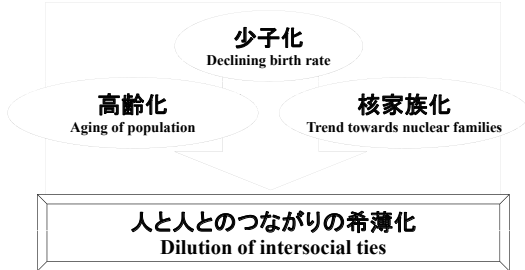 少子化
Declining birth rate
高齢化
Aging of population
核家族化
Trend towards nuclear families
人と人とのつながりの希薄化
Dilution of intersocial ties